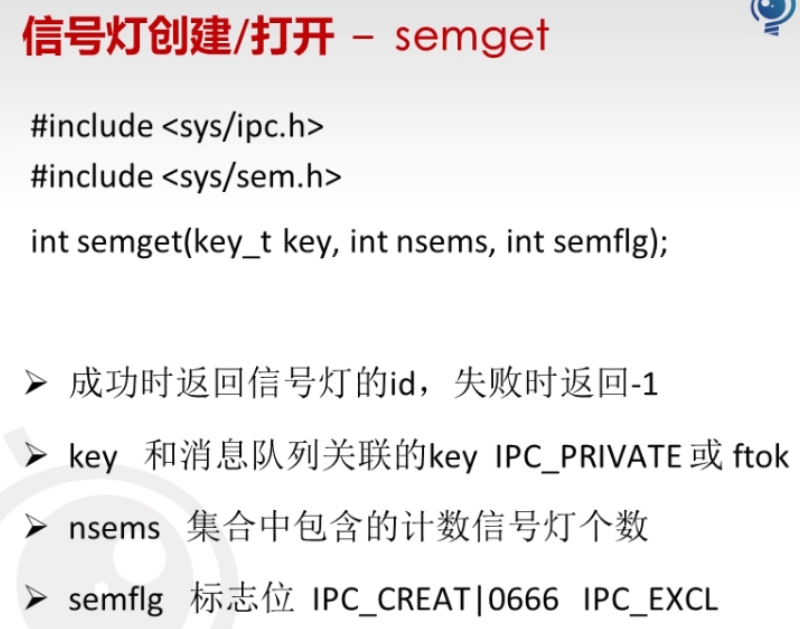 信号灯创建/打开 – semget
#include <sys/ipc.h>
#include <sys/sem.h>
int semget(key_t key, int nsems, int semflg);
➢ 成功时返回信号灯的id，失败时返回-1
➢ key 和消息队列关联的key IPC_PRIVATE 或 ftok
➢ nsems 集合中包含的计数信号灯个数
➢ semflg 标志位 IPC_CREAT|0666 IPC_EXCL